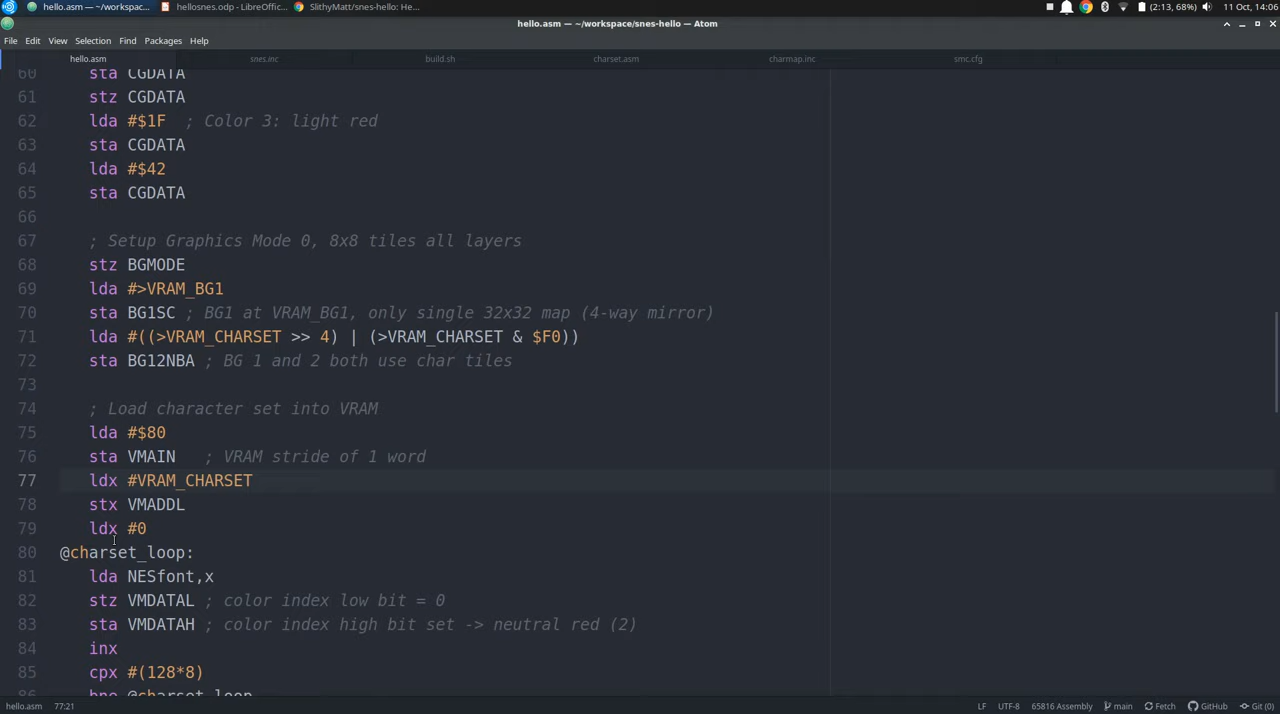 hello.asm — ~/workspac...
hellosnes.odp - LibreOffic...
SlithyMatt/snes-hello: He...
(2:13, 68%)
11 Oct, 14:06
hello.asm — ~/workspace/snes-hello — Atom
File Edit View Selection Find Packages Help
hello.asm snes.inc build.sh charset.asm charmap.inc smc.cfg
60 sta CGDATA
61 stz CGDATA
62 lda #$1F ; Color 3: light red
63 sta CGDATA
64 lda #$42
65 sta CGDATA
66
67 ; Setup Graphics Mode 0, 8x8 tiles all layers
68 stz BGMODE
69 lda #>VRAM_BG1
70 sta BG1SC ; BG1 at VRAM_BG1, only single 32x32 map (4-way mirror)
71 lda #((>VRAM_CHARSET >> 4) | (>VRAM_CHARSET & $F0))
72 sta BG12NBA ; BG 1 and 2 both use char tiles
73
74 ; Load character set into VRAM
75 lda #$80
76 sta VMAIN ; VRAM stride of 1 word
77 ldx #VRAM_CHARSET
78 stx VMADDL
79 ldx #0
80 @charset_loop:
81 lda NESfont,x
82 stz VMDATAL ; color index low bit = 0
83 sta VMDATAH ; color index high bit set -> neutral red (2)
84 inx
85 cpx #(128*8)
86 bne @charset_loop
hello.asm 77:21 LF UTF-8 65816 Assembly main Fetch GitHub Git (0)